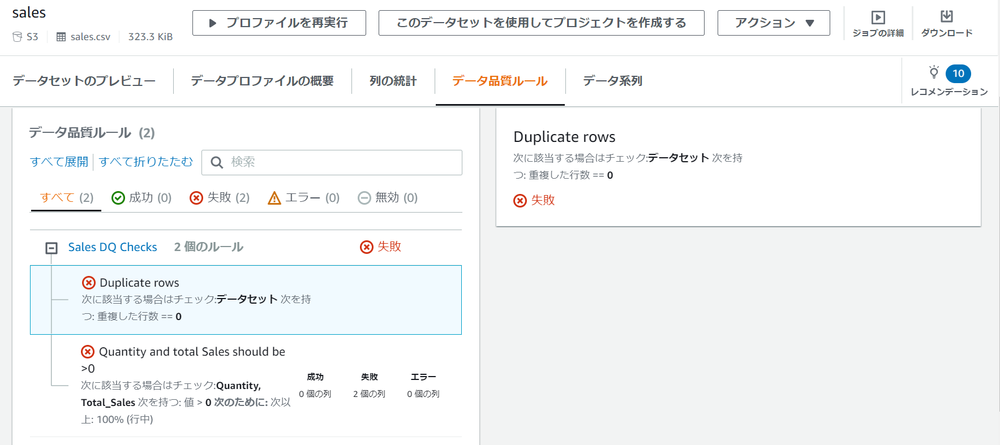 sales
S3
sales.csv
323.3 KiB
プロファイルを再実行
このデータセットを使用してプロジェクトを作成する
アクション
ジョブの詳細
ダウンロード
データセットのプレビュー
データプロファイルの概要
列の統計
データ品質ルール
データ系列
10
レコメンデーション
データ品質ルール (2)
すべて展開
すべて折りたたむ
検索
すべて (2)
成功 (0)
失敗 (2)
エラー (0)
無効 (0)
Sales DQ Checks
2 個のルール
失敗
Duplicate rows
次に該当する場合はチェック:データセット 次を持
つ: 重複した行数 == 0
Quantity and total Sales should be
>0
次に該当する場合はチェック:Quantity,
Total_Sales 次を持つ: 値 > 0 次のために: 次以
上: 100% (行中)
成功
失敗
エラー
0 個の列
2 個の列
0 個の列
Duplicate rows
次に該当する場合はチェック:データセット 次を持
つ: 重複した行数 == 0
失敗